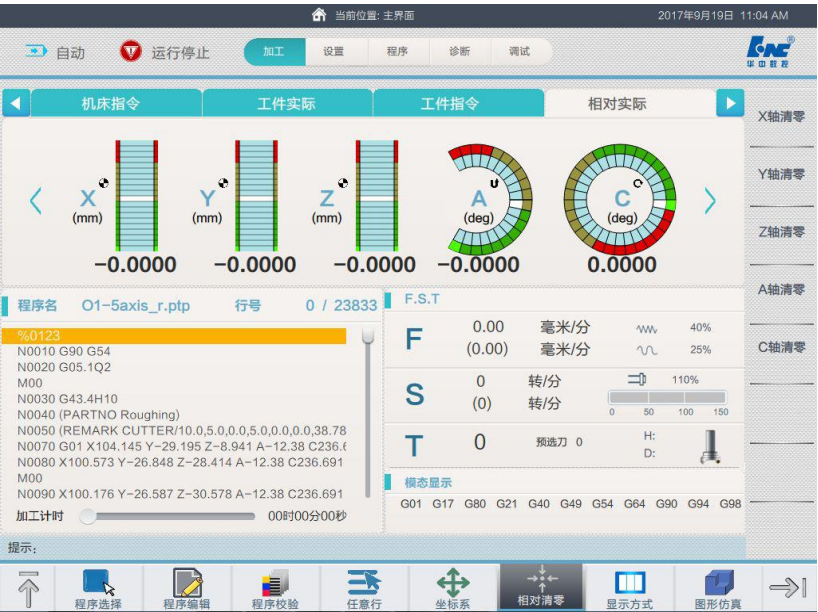 当前位置: 主界面
2017年9月19日 11:04 AM
自动
运行停止
加工
设置
程序
诊断
调试
HNC®
华中数控
机床指令
工件实际
工件指令
相对实际
X
(mm)
-0.0000
Y
(mm)
-0.0000
Z
(mm)
-0.0000
A
(deg)
-0.0000
C
(deg)
0.0000
X轴清零
Y轴清零
Z轴清零
A轴清零
C轴清零
程序名 O1-5axis_r.ptp 行号 0 / 23833
%0123
N0010 G90 G54
N0020 G05.1Q2
M00
N0030 G43.4H10
N0040 (PARTNO Roughing)
N0050 (REMARK CUTTER/10.0,5.0,0.0,5.0,0.0,0.0,38.78
N0070 G01 X104.145 Y-29.195 Z-8.941 A-12.38 C236.6
N0080 X100.573 Y-26.848 Z-28.414 A-12.38 C236.691
M00
N0090 X100.176 Y-26.587 Z-30.578 A-12.38 C236.691
加工计时 00时00分00秒
F.S.T
F 0.00 毫米/分 40%
(0.00) 毫米/分 25%
S 0 转/分 110%
(0) 转/分
0 50 100 150
T 0 预选刀 0 H:
D:
模态显示
G01 G17 G80 G21 G40 G49 G54 G64 G90 G94 G98
提示:
程序选择
程序编辑
程序校验
任意行
坐标系
相对清零
显示方式
图形仿真